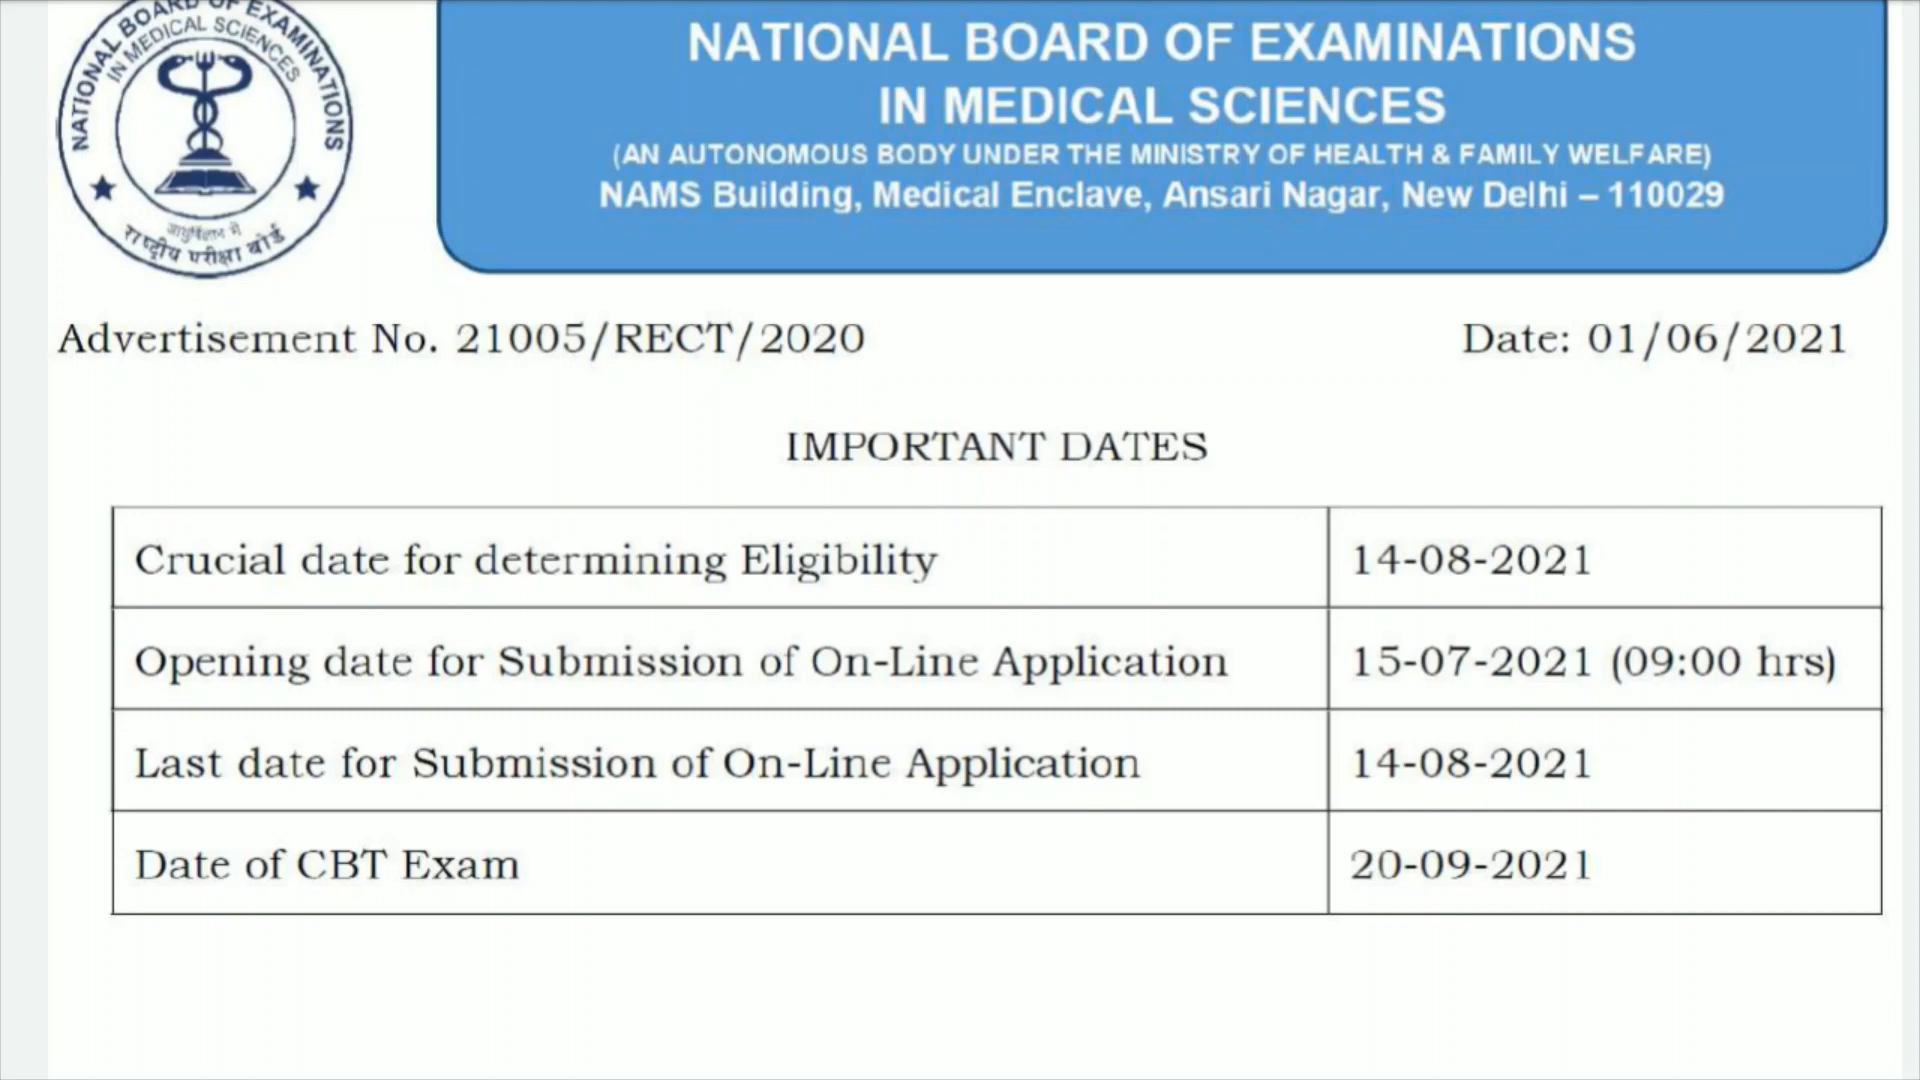 NATIONAL BOARD OF EXAMINATIONS
IN MEDICAL SCIENCES
आयुर्विज्ञान में
राष्ट्रीय परीक्षा बोर्ड
NATIONAL BOARD OF EXAMINATIONS
IN MEDICAL SCIENCES
(AN AUTONOMOUS BODY UNDER THE MINISTRY OF HEALTH & FAMILY WELFARE)
NAMS Building, Medical Enclave, Ansari Nagar, New Delhi – 110029
Advertisement No. 21005/RECT/2020 Date: 01/06/2021
IMPORTANT DATES
Crucial date for determining Eligibility 14-08-2021
Opening date for Submission of On-Line Application 15-07-2021 (09:00 hrs)
Last date for Submission of On-Line Application 14-08-2021
Date of CBT Exam 20-09-2021